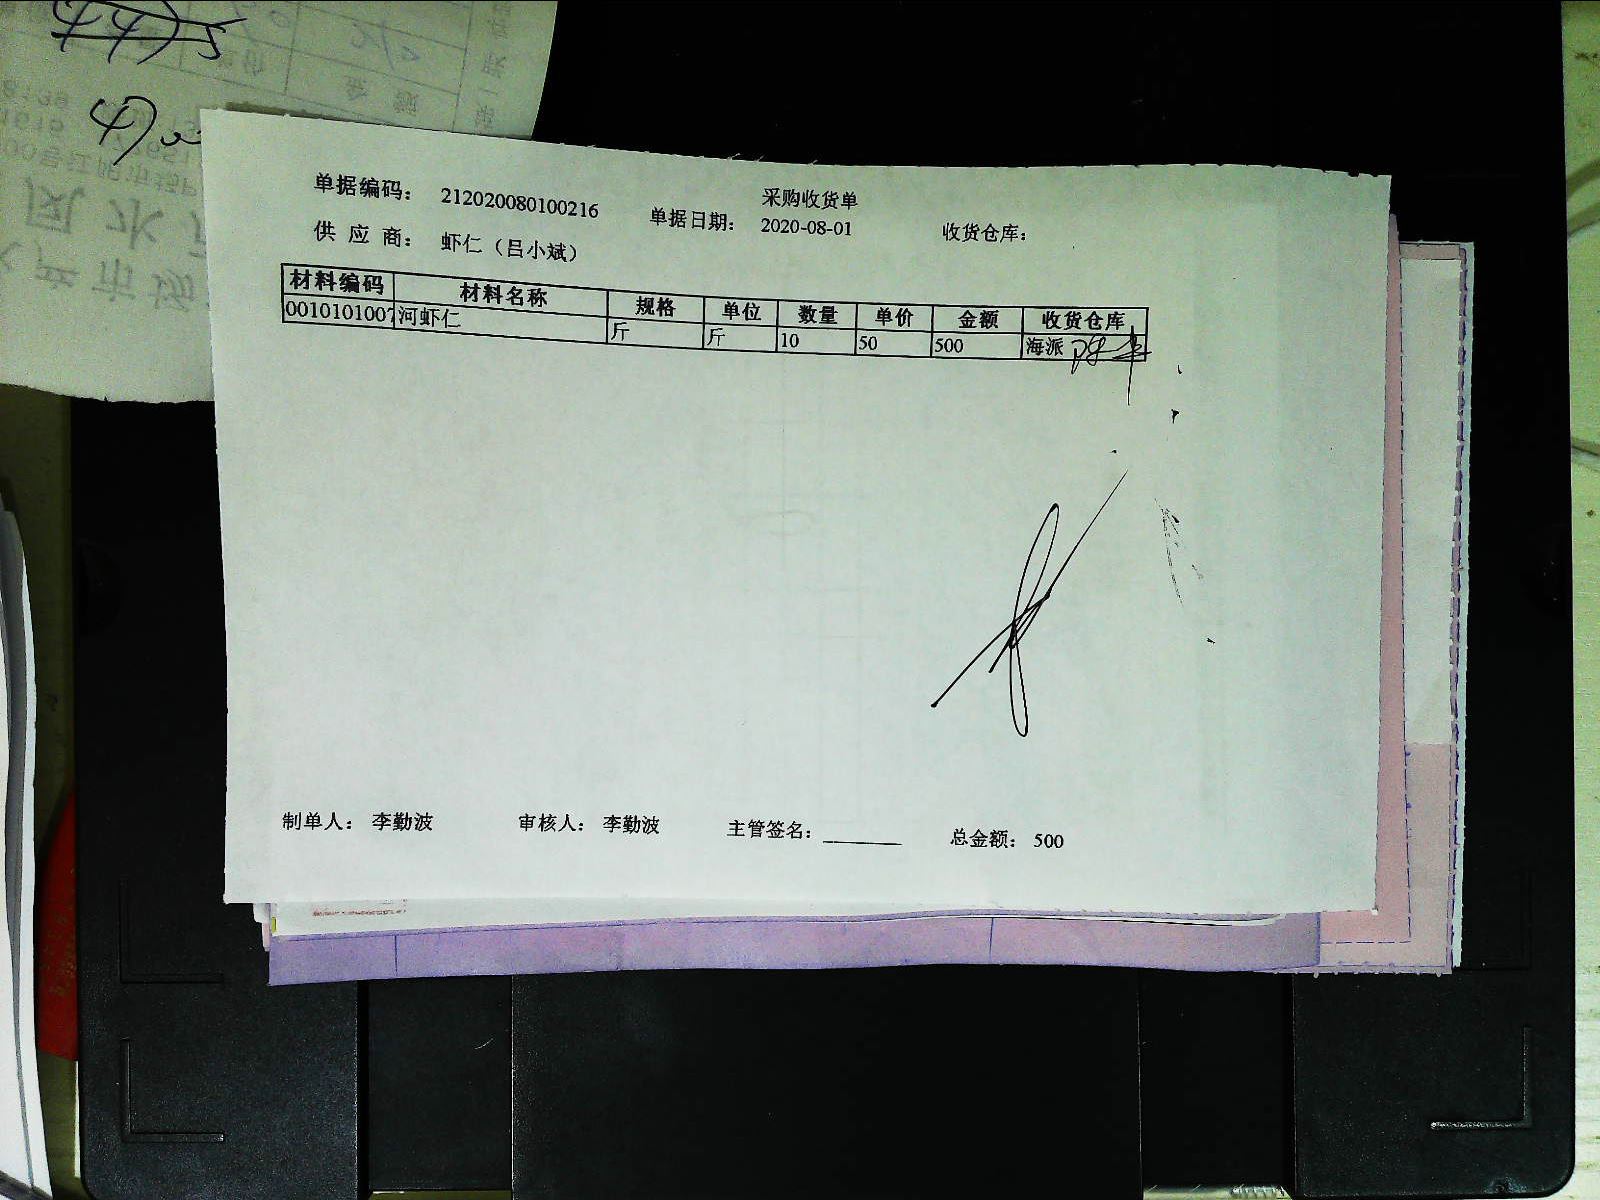 采购收货单
单据编码： 212020080100216 单据日期： 2020-08-01 收货仓库：
供 应 商： 虾仁（吕小斌）
材料编码 材料名称 规格 单位 数量 单价 金额 收货仓库
0010101007 河虾仁 斤 斤 10 50 500 海派
制单人： 李勤波 审核人： 李勤波 主管签名： 总金额： 500